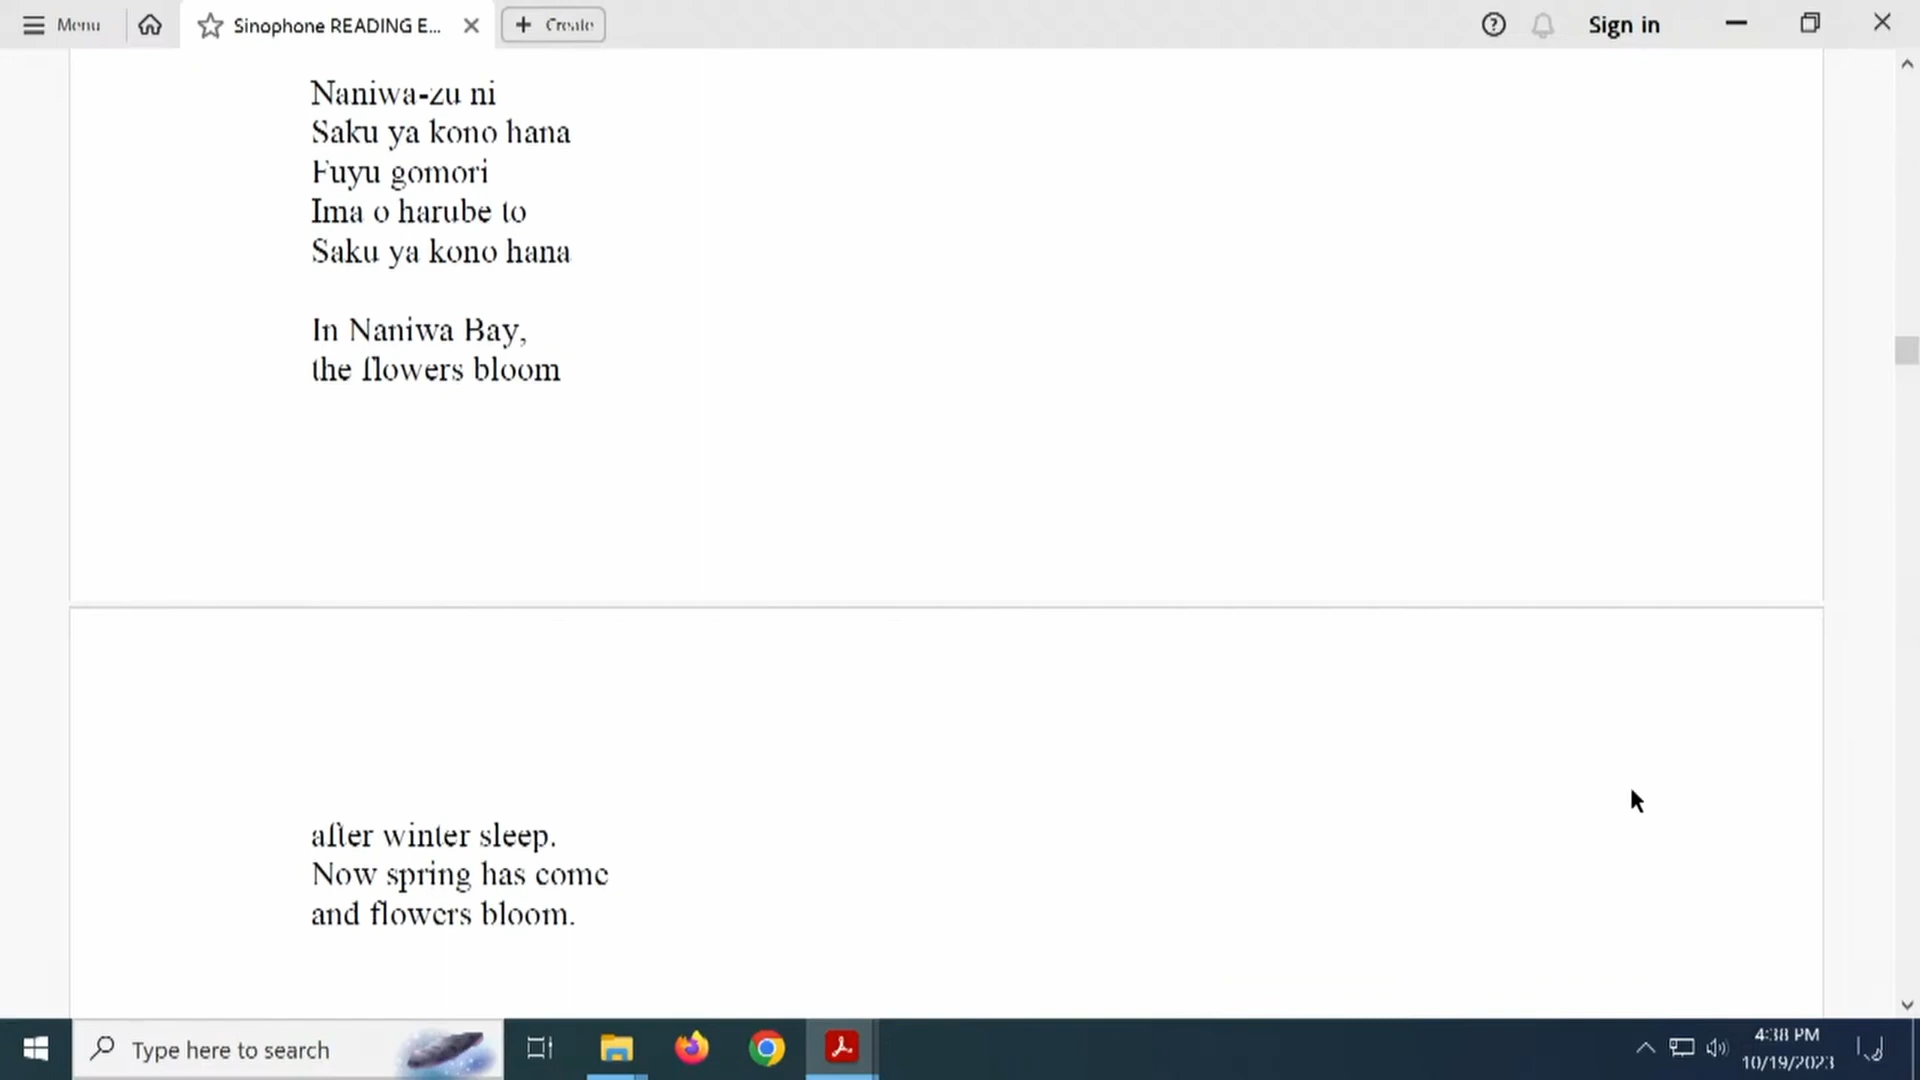 Menu
Sinophone READING E...
Create
Sign in
Naniwa-zu ni
Saku ya kono hana
Fuyu gomori
Ima o harube to
Saku ya kono hana
In Naniwa Bay,
the flowers bloom
after winter sleep.
Now spring has come
and flowers bloom.
Type here to search
4:38 PM
10/19/2023